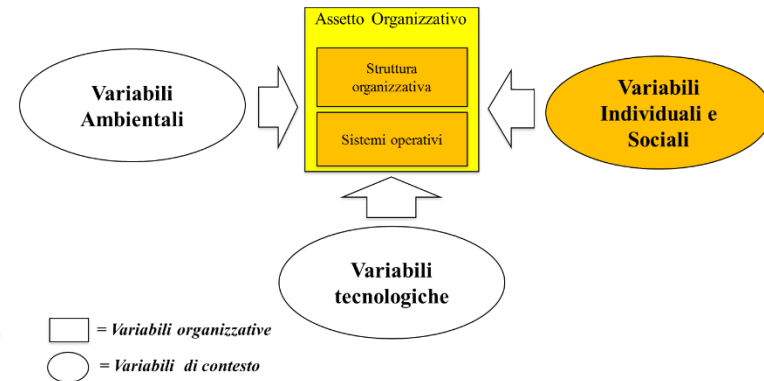 Assetto Organizzativo
Struttura
organizzativa
Sistemi operativi
Variabili
Ambientali
Variabili
Individuali e
Sociali
Variabili
tecnologiche
= Variabili organizzative
= Variabili di contesto